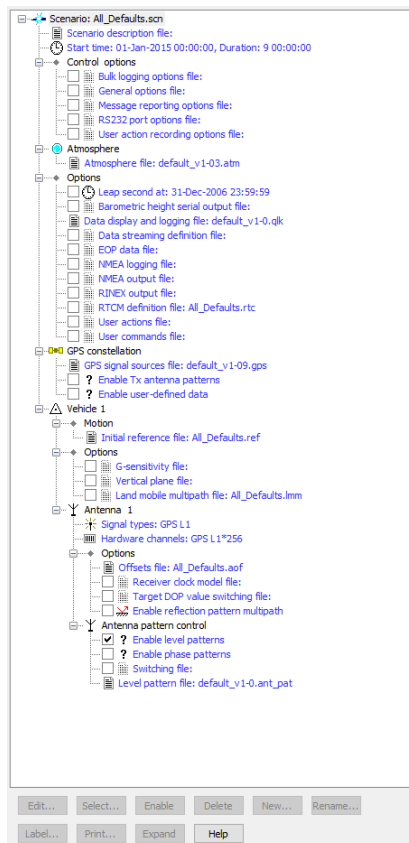 Scenario: All_Defaults.scn
Scenario description file:
Start time: 01-Jan-2015 00:00:00, Duration: 9 00:00:00
Control options
Bulk logging options file:
General options file:
Message reporting options file:
RS232 port options file:
User action recording options file:
Atmosphere
Atmosphere file: default_v1-03.atm
Options
Leap second at: 31-Dec-2006 23:59:59
Barometric height serial output file:
Data display and logging file: default_v1-0.qlk
Data streaming definition file:
EOP data file:
NMEA logging file:
NMEA output file:
RINEX output file:
RTCM definition file: All_Defaults.rtc
User actions file:
User commands file:
GPS constellation
GPS signal sources file: default_v1-09.gps
? Enable Tx antenna patterns
? Enable user-defined data
Vehicle 1
Motion
Initial reference file: All_Defaults.ref
Options
G-sensitivity file:
Vertical plane file:
Land mobile multipath file: All_Defaults.lmm
Antenna 1
Signal types: GPS L1
Hardware channels: GPS L1*256
Options
Offsets file: All_Defaults.aof
Receiver clock model file:
Target DOP value switching file:
Enable reflection pattern multipath
Antenna pattern control
? Enable level patterns
? Enable phase patterns
Switching file:
Level pattern file: default_v1-0.ant_pat
Edit... Select... Enable Delete New... Rename...
Label... Print... Expand Help